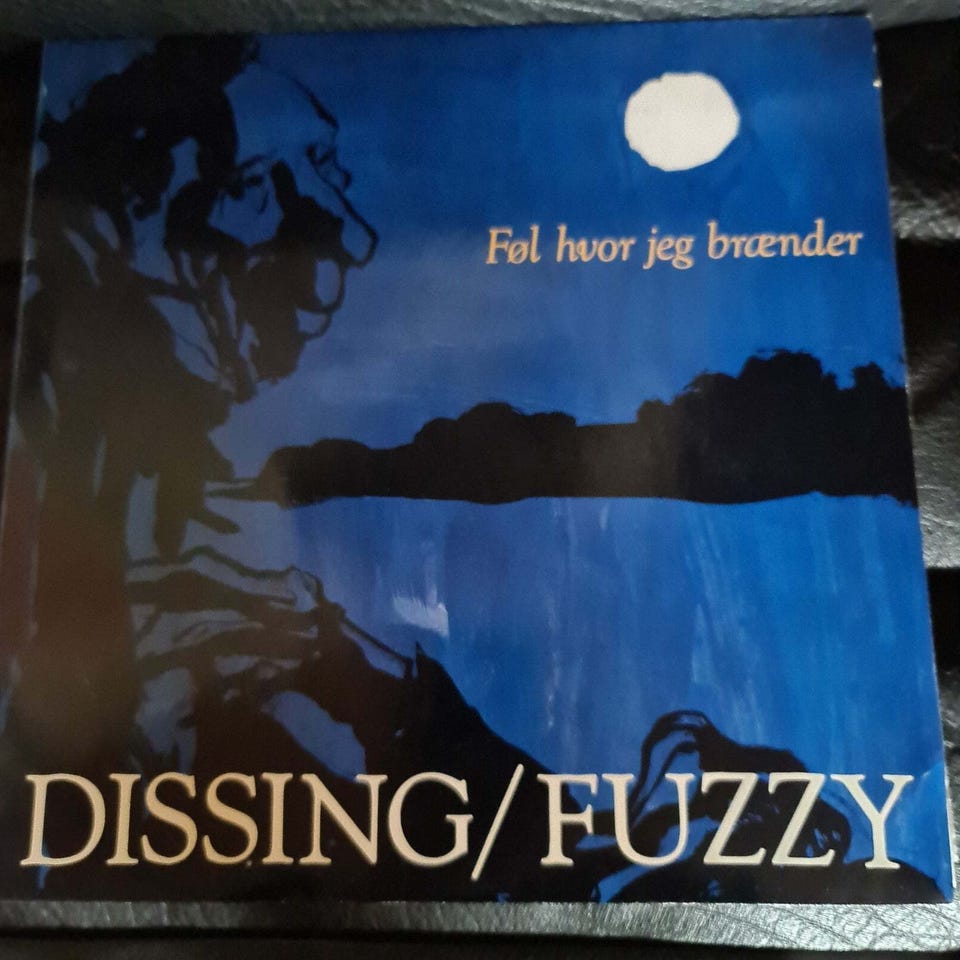 Føl hvor jeg brænder
DISSING/FUZZY